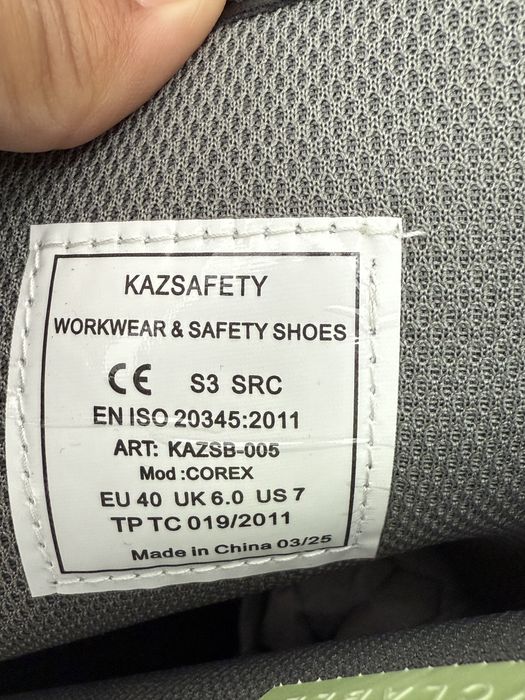 KAZSAFETY
WORKWEAR & SAFETY SHOES
CE S3 SRC
EN ISO 20345:2011
ART: KAZSB-005
Mod :COREX
EU 40 UK 6.0 US 7
TP TC 019/2011
Made in China 03/25